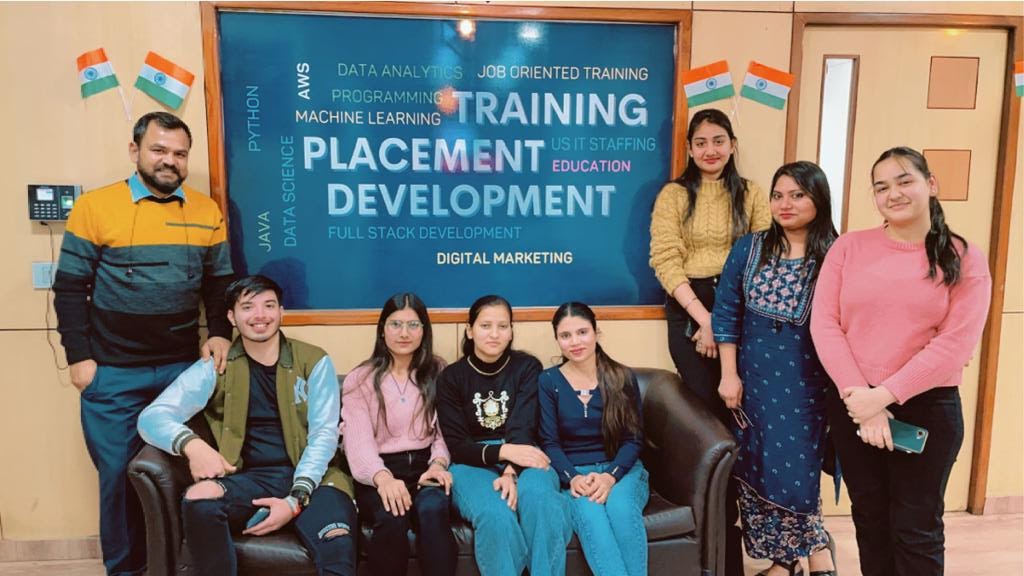 PYTHON
AWS
DATA ANALYTICS
JOB ORIENTED TRAINING
PROGRAMMING
TRAINING
MACHINE LEARNING
PLACEMENT
US IT STAFFING
EDUCATION
DATA SCIENCE
JAVA
DEVELOPMENT
FULL STACK DEVELOPMENT
DIGITAL MARKETING